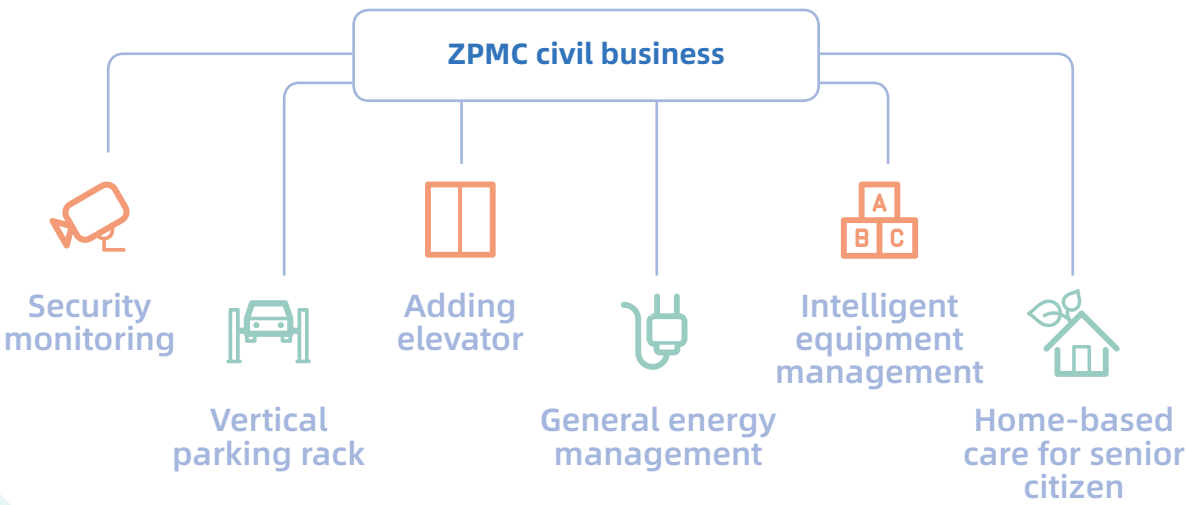 ZPMC civil business
A
B C
Security
monitoring
Adding
elevator
Intelligent
equipment
management
Vertical
parking rack
General energy
management
Home-based
care for senior
citizen